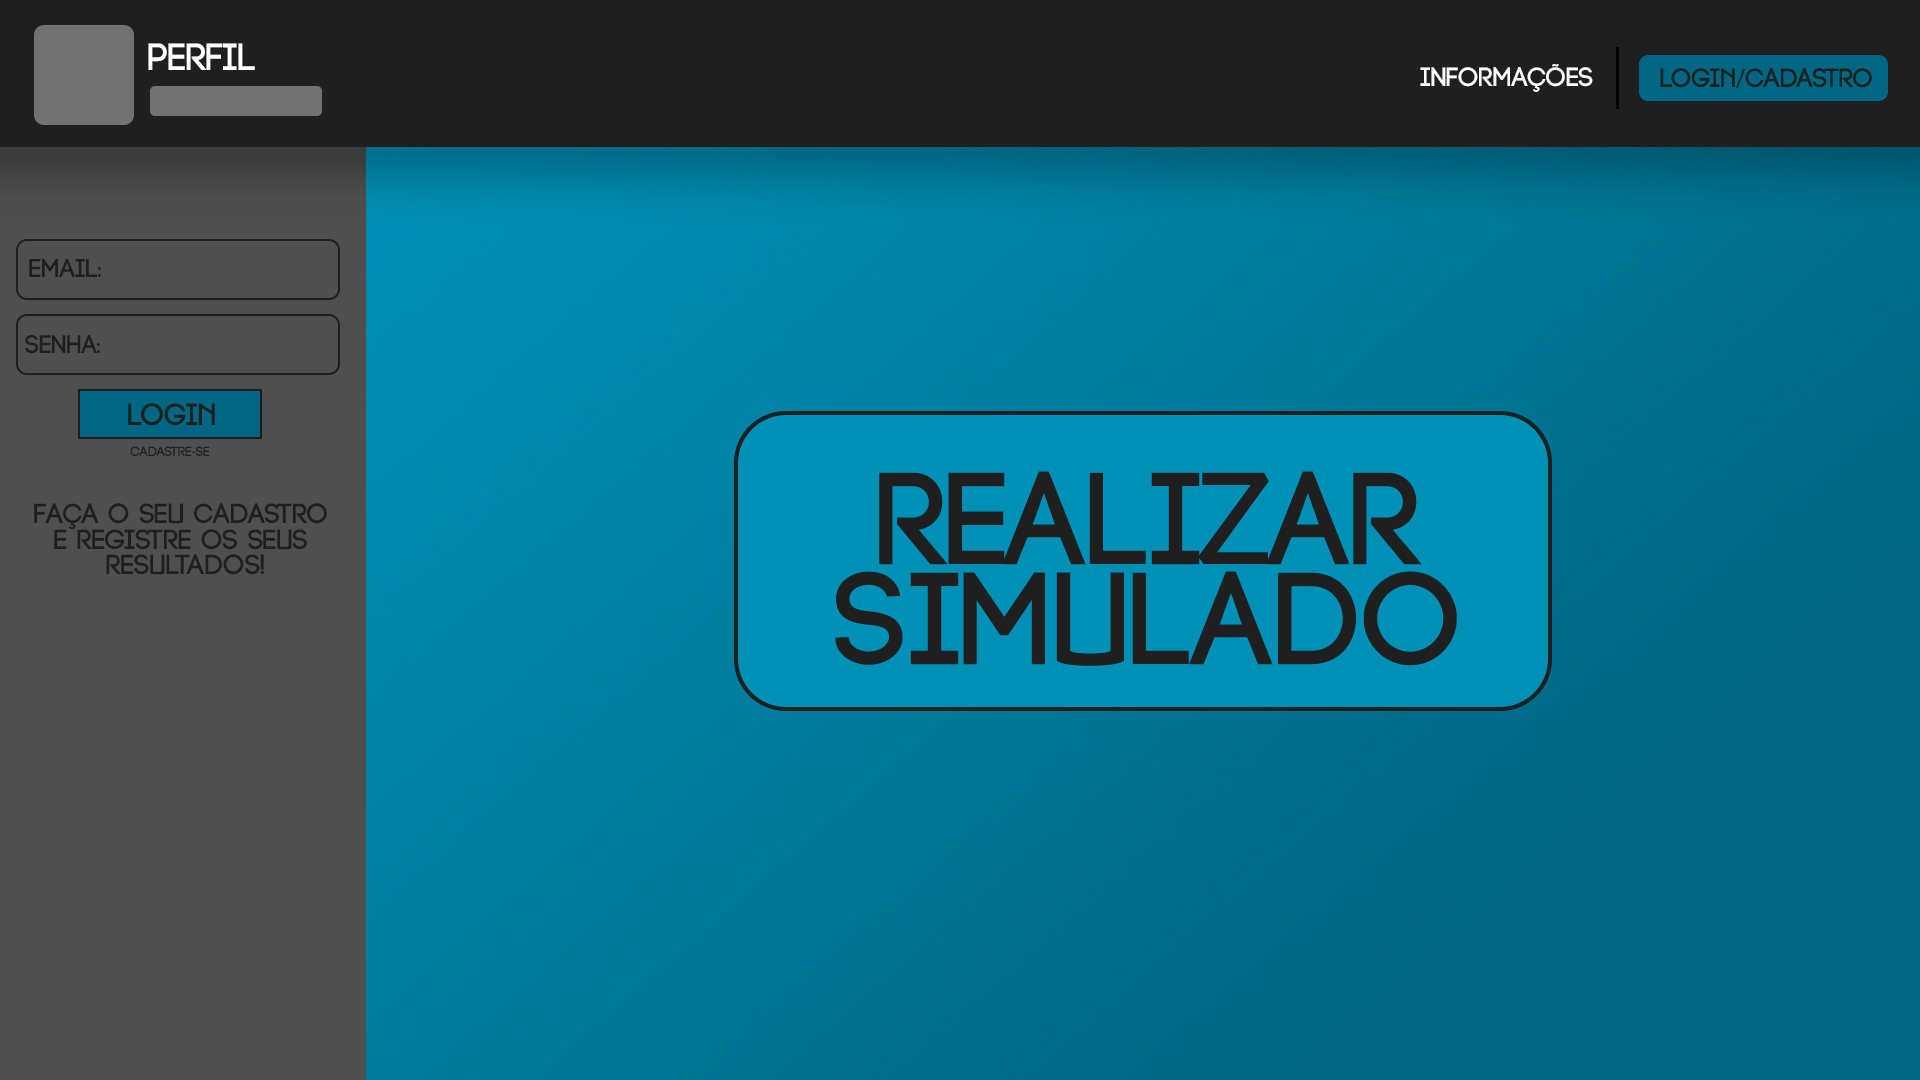 PERFIL
INFORMAÇÕES
LOGIN/CADASTRO
EMAIL:
SENHA:
LOGIN
CADASTRE-SE
FAÇA O SEU CADASTRO
E REGISTRE OS SEUS
RESULTADOS!
REALIZAR
SIMULADO